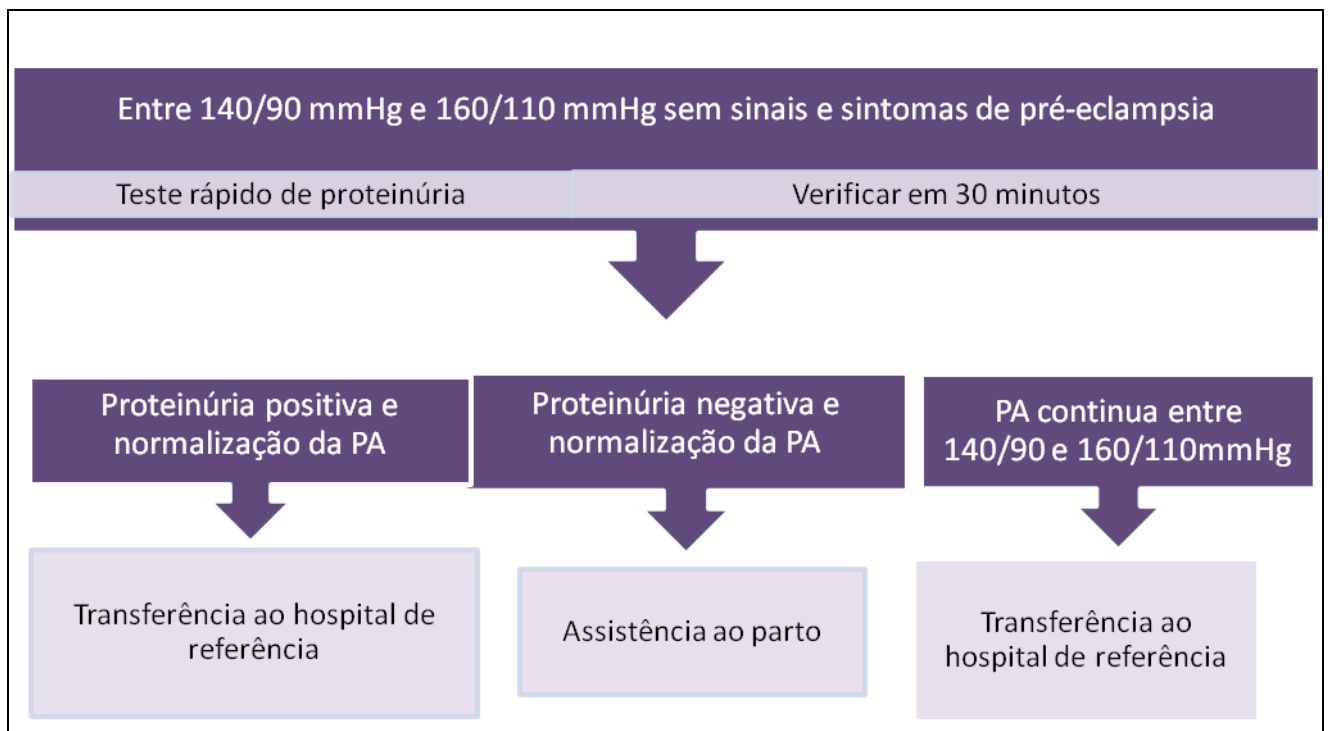 Entre 140/90 mmHg e 160/110 mmHg sem sinais e sintomas de pré-eclampsia
Teste rápido de proteinúria
Verificar em 30 minutos
Proteinúria positiva e
normalização da PA
Proteinúria negativa e
normalização da PA
PA continua entre
140/90 e 160/110mmHg
Transferência ao hospital de
referência
Assistência ao parto
Transferência ao
hospital de referência